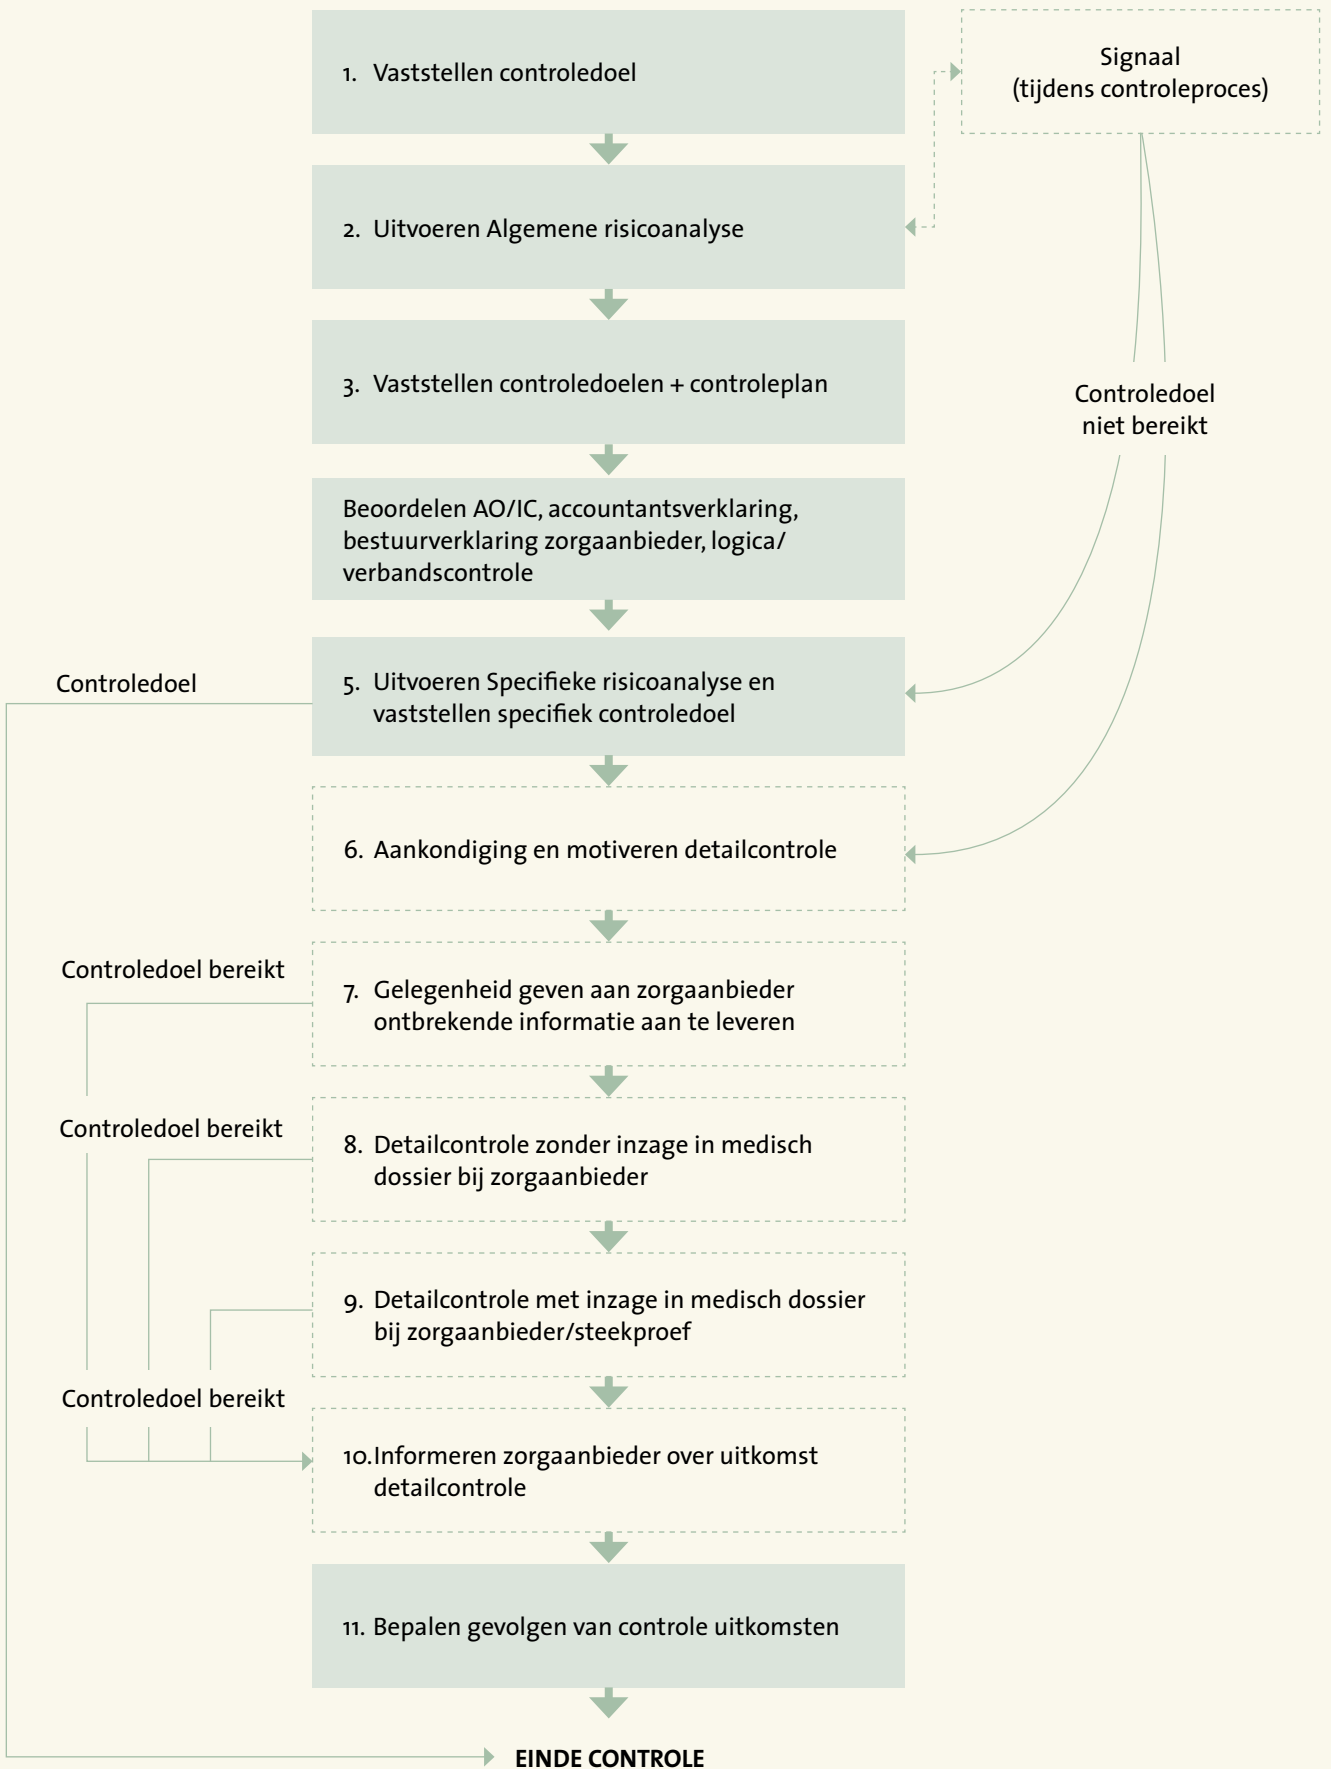 1. Vaststellen controledoel
Signaal
(tijdens controleproces)
2. Uitvoeren Algemene risicoanalyse
3. Vaststellen controledoelen + controleplan
Controledoel
niet bereikt
Beoordelen AO/IC, accountantsverklaring,
bestuurverklaring zorgaanbieder, logica/
verbandscontrole
Controledoel
5. Uitvoeren Specifieke risicoanalyse en
vaststellen specifiek controledoel
6. Aankondiging en motiveren detailcontrole
Controledoel bereikt
7. Gelegenheid geven aan zorgaanbieder
ontbrekende informatie aan te leveren
Controledoel bereikt
8. Detailcontrole zonder inzage in medisch
dossier bij zorgaanbieder
9. Detailcontrole met inzage in medisch dossier
bij zorgaanbieder/steekproef
Controledoel bereikt
10.Informeren zorgaanbieder over uitkomst
detailcontrole
11. Bepalen gevolgen van controle uitkomsten
EINDE CONTROLE